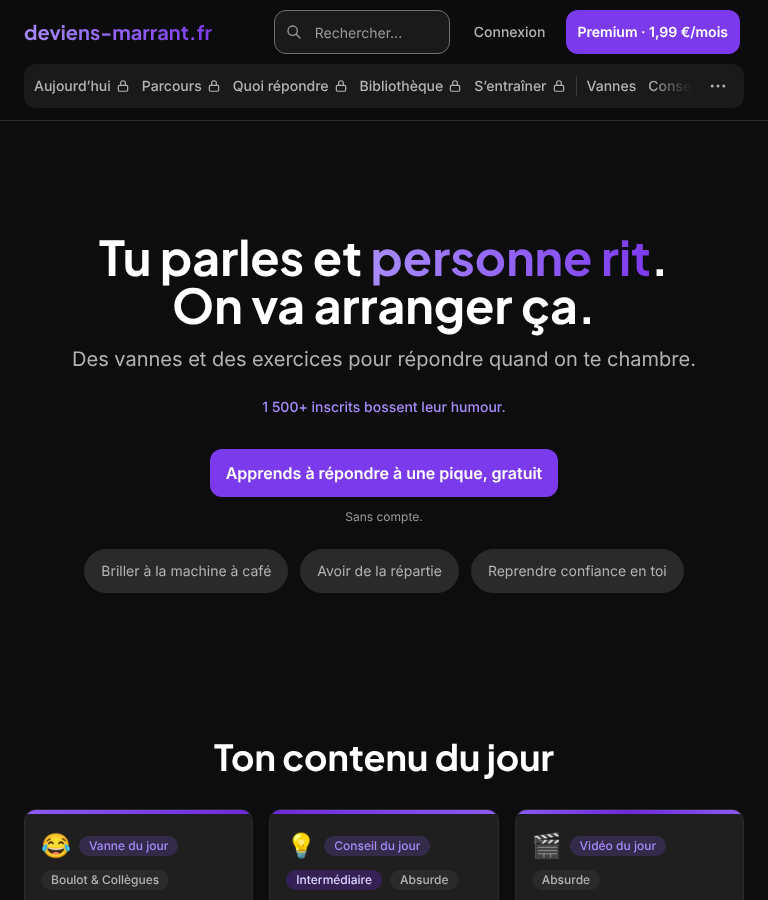 deviens-marrant.fr
Rechercher...
Connexion
Premium · 1,99 €/mois
Aujourd’hui
Parcours
Quoi répondre
Bibliothèque
S’entraîner
Vannes
Tu parles et personne rit.
On va arranger ça.
Des vannes et des exercices pour répondre quand on te chambre.
1 500+ inscrits bossent leur humour.
Apprends à répondre à une pique, gratuit
Sans compte.
Briller à la machine à café
Avoir de la répartie
Reprendre confiance en toi
Ton contenu du jour
Vanne du jour
Boulot & Collègues
Conseil du jour
Intermédiaire
Absurde
Vidéo du jour
Absurde